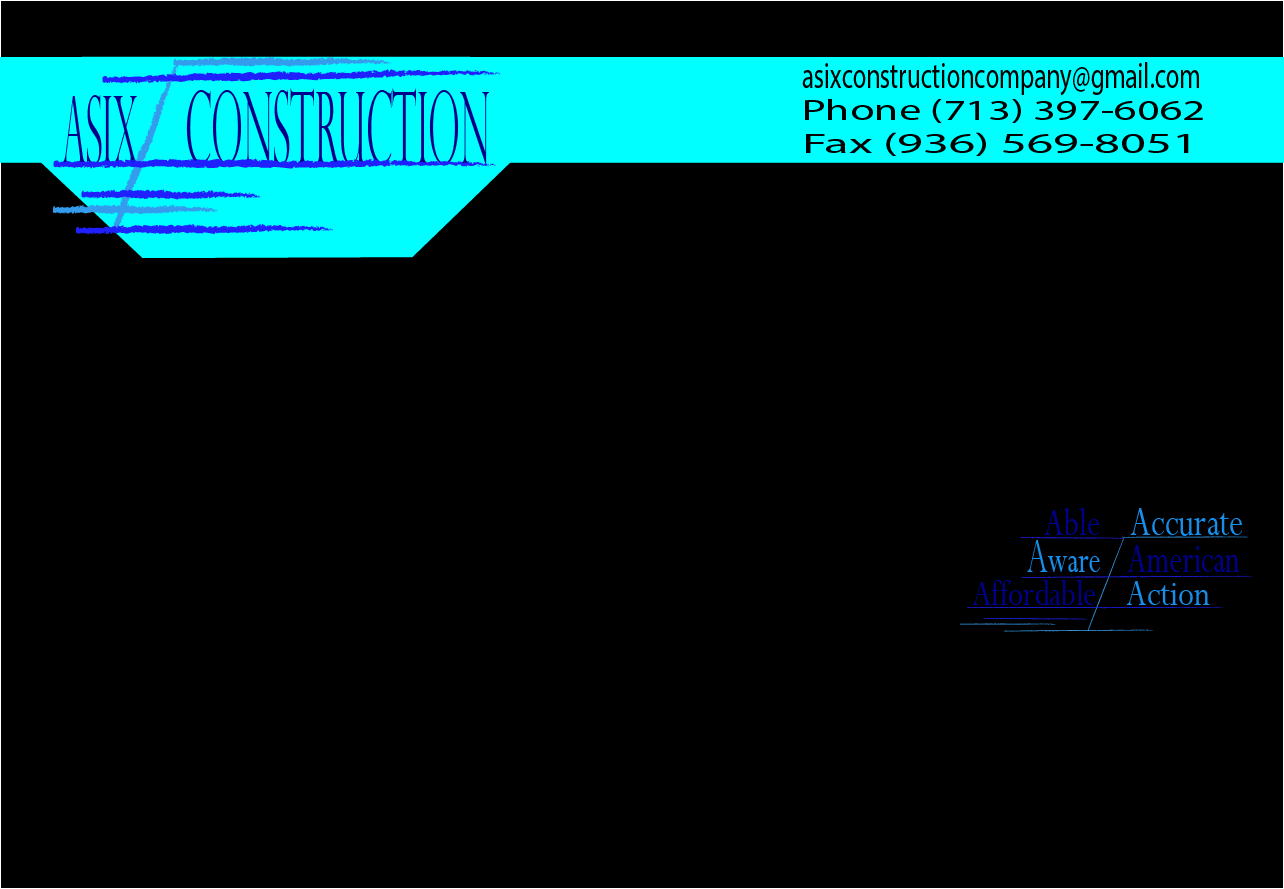 ASIX CONSTRUCTION
asixconstructioncompany@gmail.com
Phone (713) 397-6062
Fax (936) 569-8051
Able Accurate
Aware American
Affordable Action